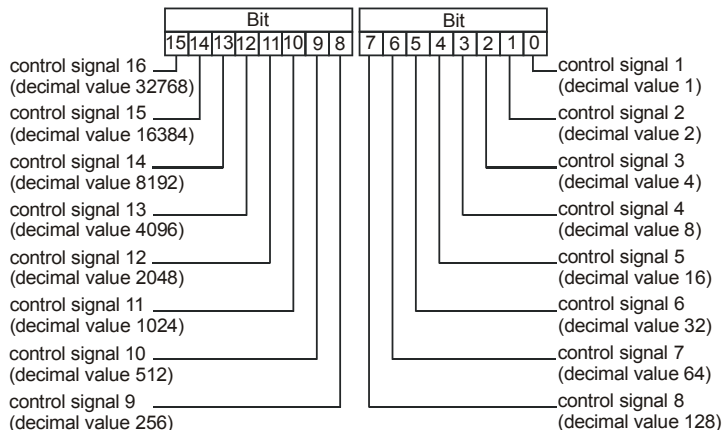 Bit Bit
15 14 13 12 11 10 9 8 7 6 5 4 3 2 1 0
control signal 16
(decimal value 32768)
control signal 15
(decimal value 16384)
control signal 14
(decimal value 8192)
control signal 13
(decimal value 4096)
control signal 12
(decimal value 2048)
control signal 11
(decimal value 1024)
control signal 10
(decimal value 512)
control signal 9
(decimal value 256)
control signal 1
(decimal value 1)
control signal 2
(decimal value 2)
control signal 3
(decimal value 4)
control signal 4
(decimal value 8)
control signal 5
(decimal value 16)
control signal 6
(decimal value 32)
control signal 7
(decimal value 64)
control signal 8
(decimal value 128)